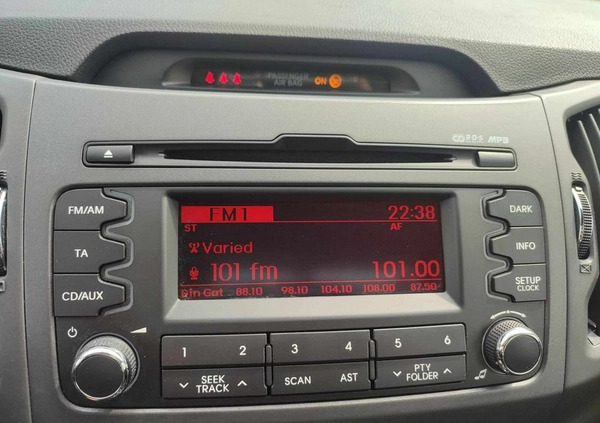 PASSENGER
AIR BAG
ON
RDS
MP3
FM/AM
TA
CD/AUX
FM1
22:38
ST
AF
Varied
101 fm
101.00
Din Gat 88.10 98.10 104.10 108.00 87.50
DARK
INFO
SETUP
CLOCK
1 2 3 4 5 6
SEEK
TRACK
SCAN
AST
PTY
FOLDER